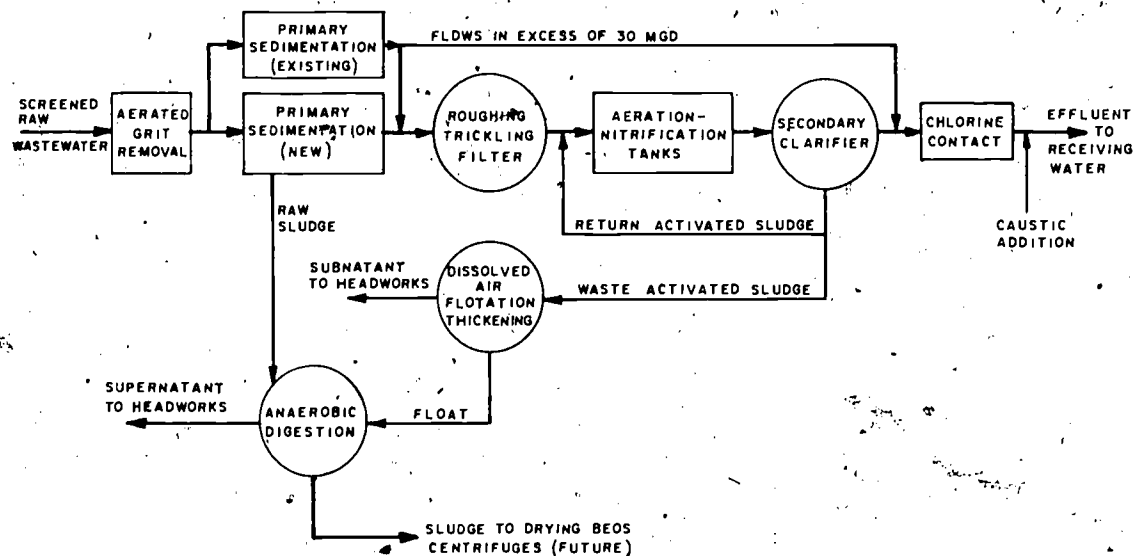 PRIMARY
SEDIMENTATION
(EXISTING)
FLOWS IN EXCESS OF 30 MGD
SCREENED
RAW
WASTEWATER
AERATED
GRIT
REMOVAL
PRIMARY
SEDIMENTATION
(NEW)
ROUGHING
TRICKLING
FILTER
AERATION-
NITRIFICATION
TANKS
SECONDARY
CLARIFIER
CHLORINE
CONTACT
EFFLUENT
TO
RECEIVING
WATER
CAUSTIC
ADDITION
RAW
SLUDGE
RETURN ACTIVATED SLUDGE
SUBNATANT
TO HEADWORKS
DISSOLVED
AIR
FLOTATION
THICKENING
WASTE ACTIVATED SLUDGE
SUPERNATANT
TO HEADWORKS
ANAEROBIC
DIGESTION
FLOAT
SLUDGE TO DRYING BEOS
CENTRIFUGES (FUTURE)